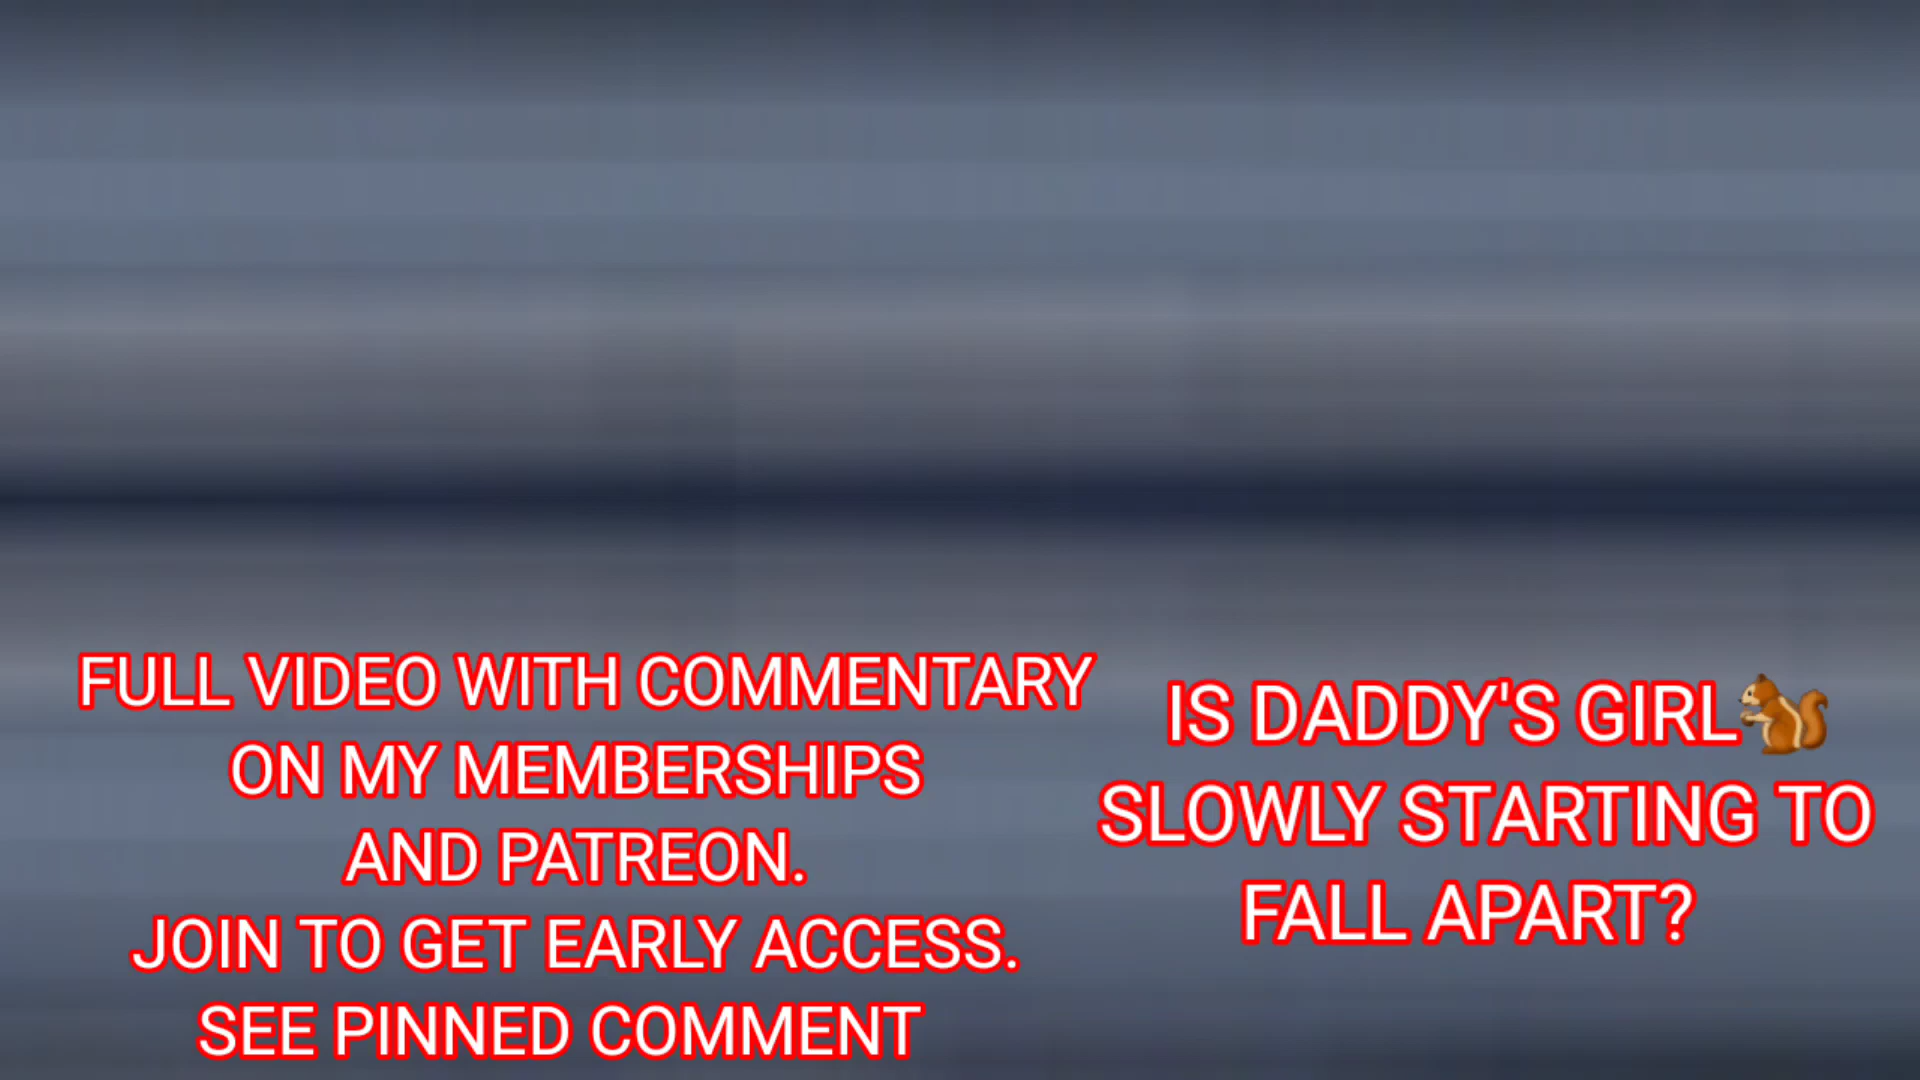 FULL VIDEO WITH COMMENTARY
ON MY MEMBERSHIPS
AND PATREON.
JOIN TO GET EARLY ACCESS.
SEE PINNED COMMENT
IS DADDY'S GIRL🐿️
SLOWLY STARTING TO
FALL APART?